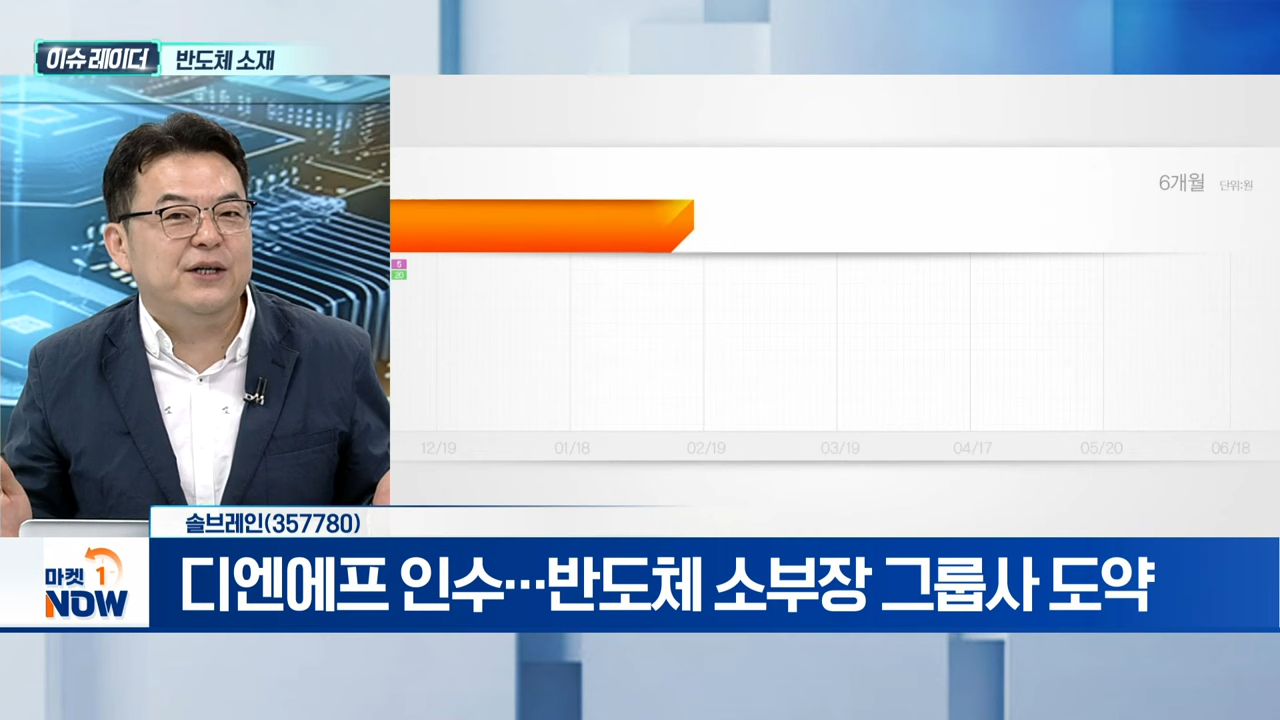 이슈 레이더 반도체 소재
6개월 단위:원
5
20
12/19 01/18 02/19 03/19 04/17 05/20 06/18
솔브레인(357780)
마켓 1
NOW
디엔에프 인수…반도체 소부장 그룹사 도약